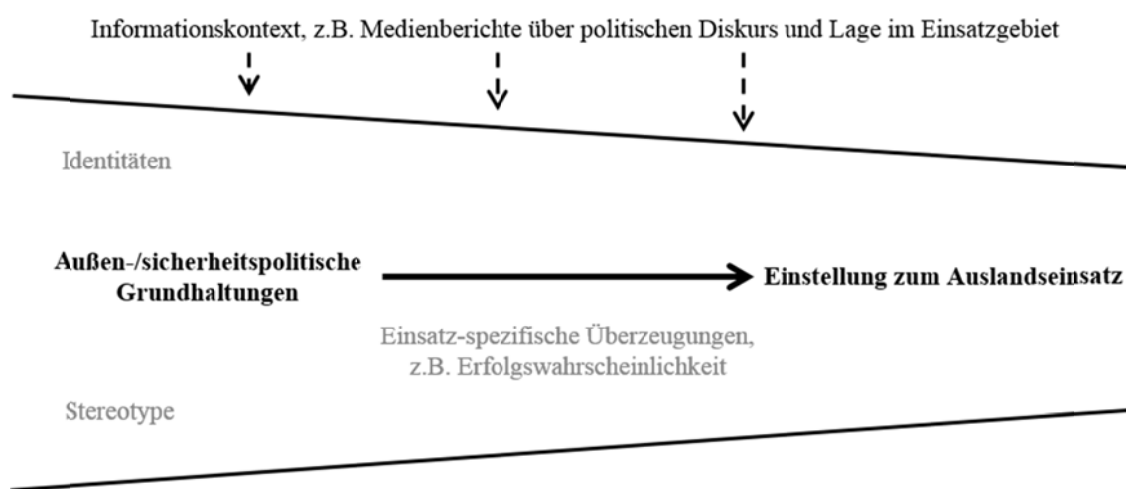 Informationskontext, z.B. Medienberichte über politischen Diskurs und Lage im Einsatzgebiet
Identitäten
Außen-/sicherheitspolitische
Grundhaltungen
Einstellung zum Auslandseinsatz
Einsatz-spezifische Überzeugungen,
z.B. Erfolgswahrscheinlichkeit
Stereotype